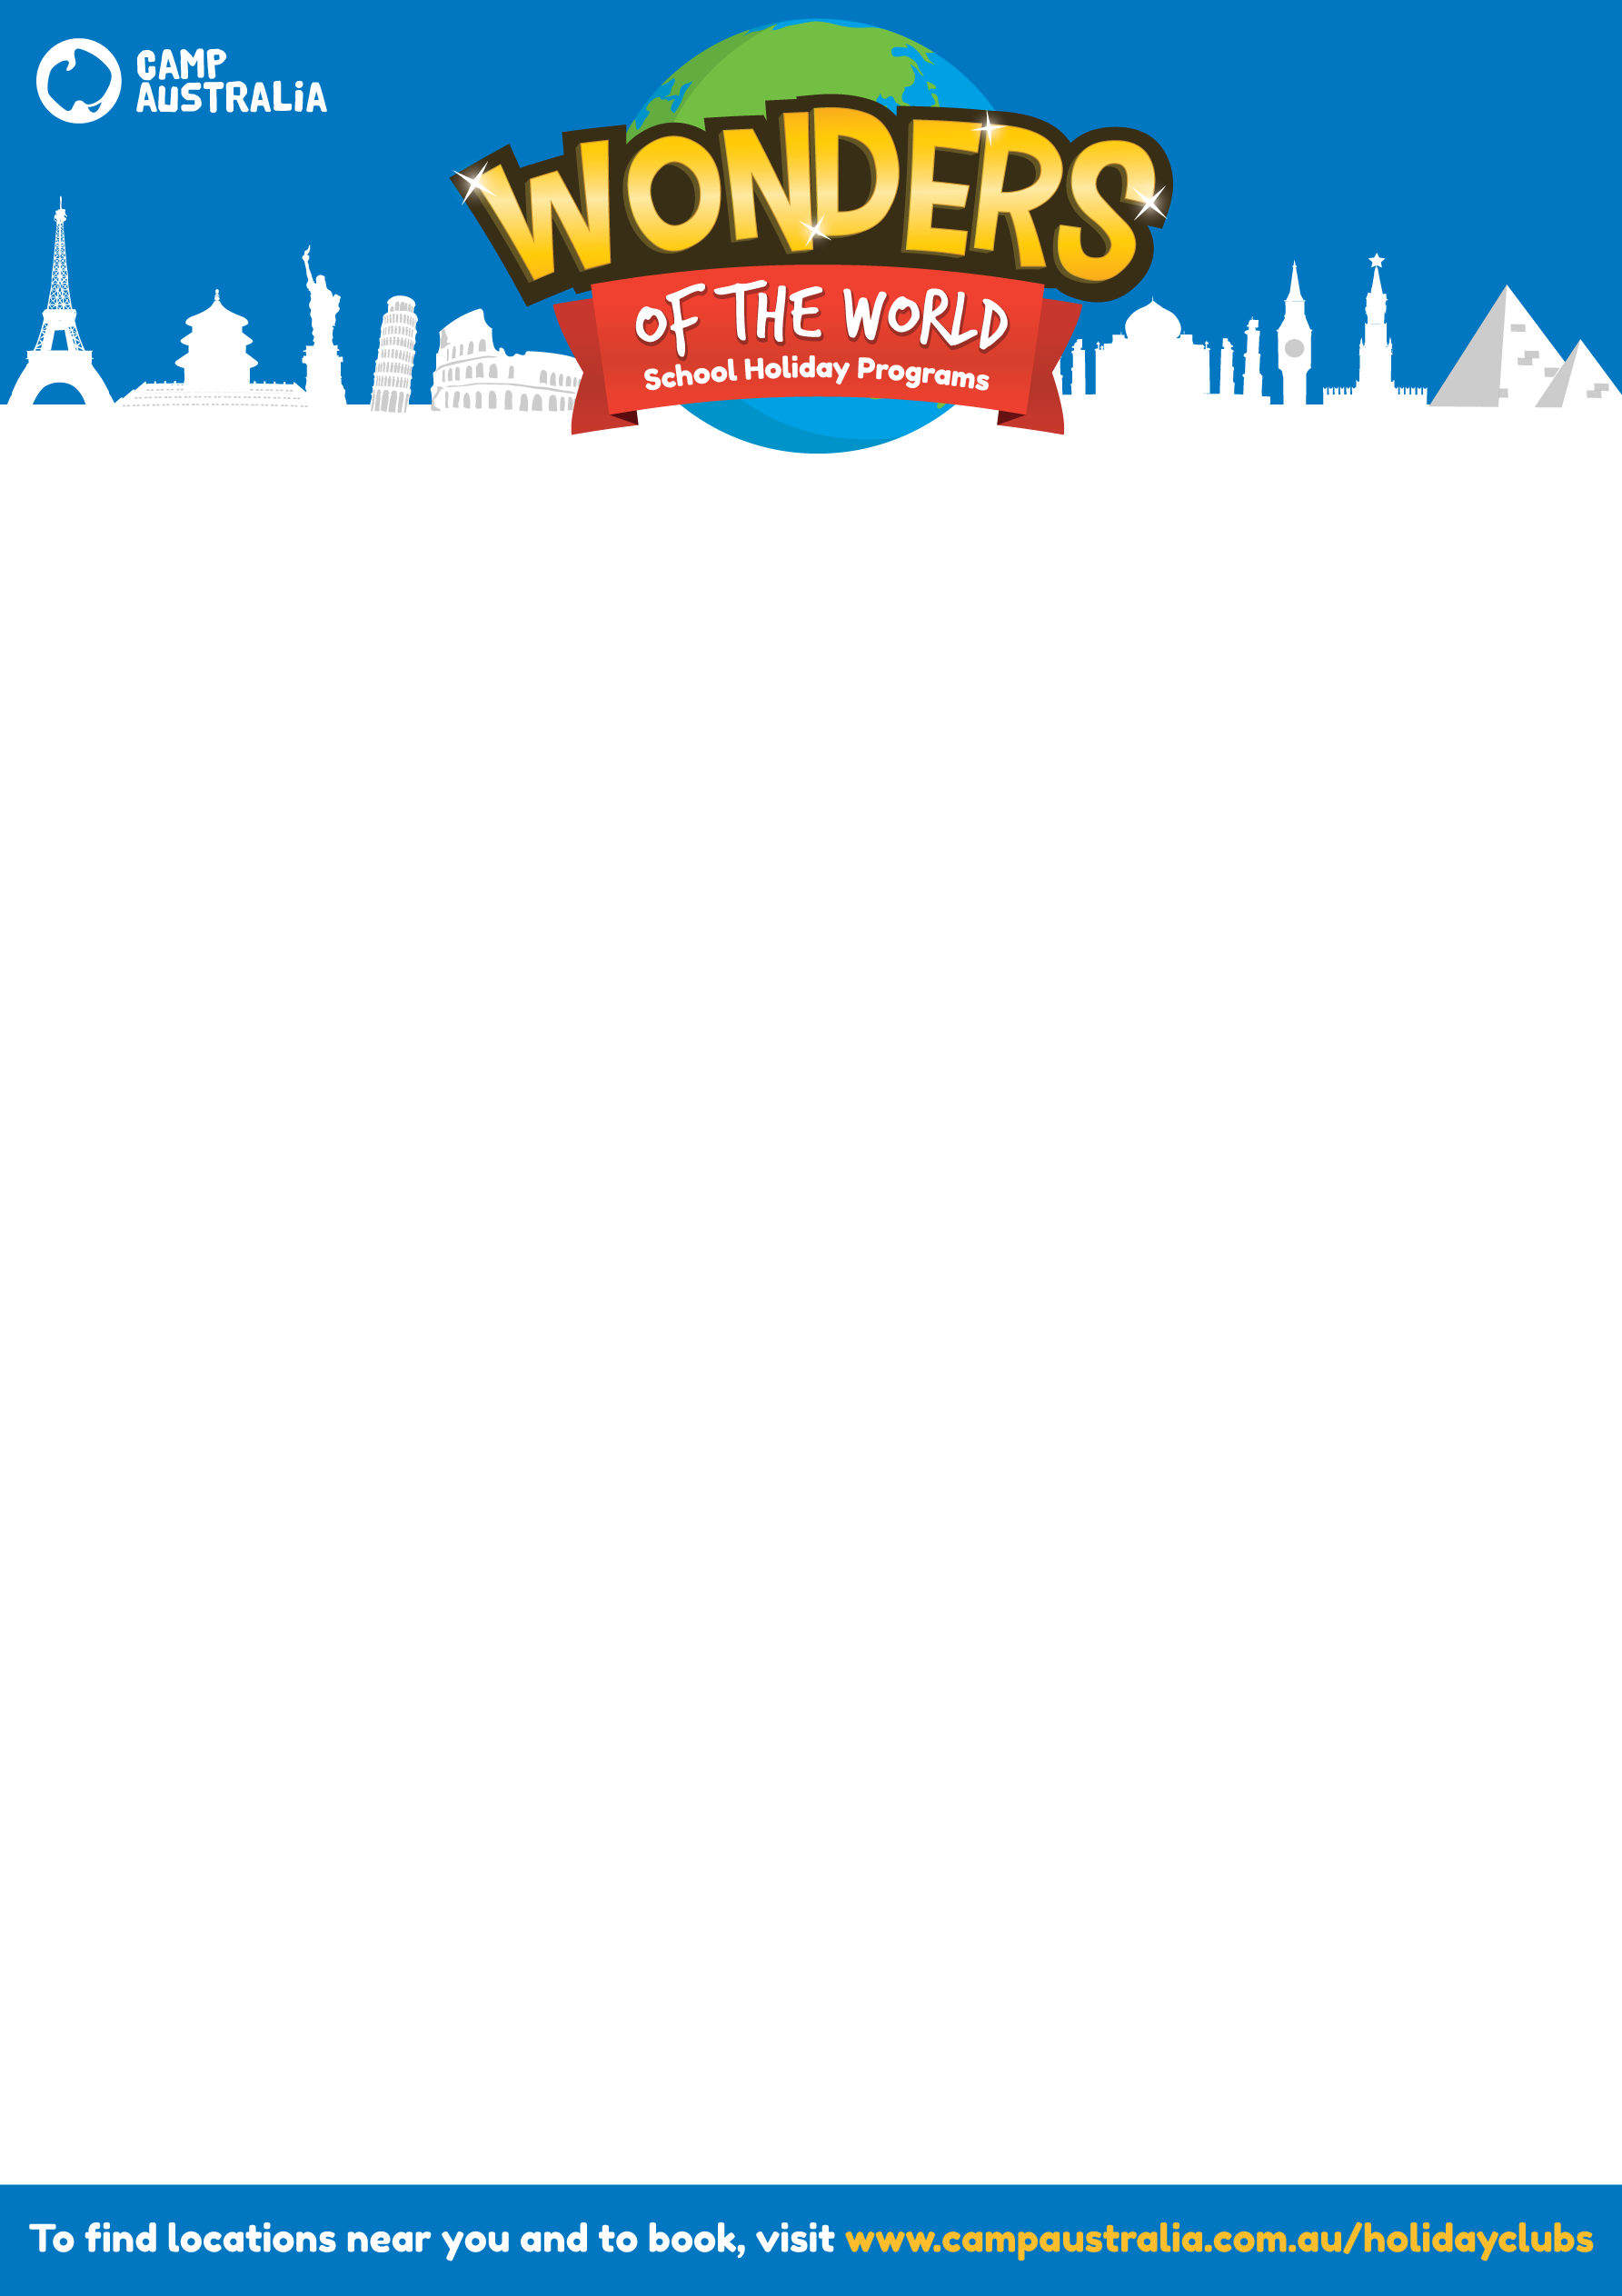 CAMP
AUSTRALiA
WONDERS
OF THE WORLD
School Holiday Programs
To find locations near you and to book, visit www.campaustralia.com.au/holidayclubs